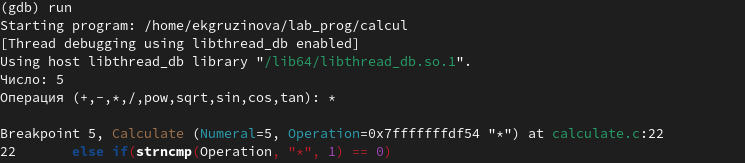 (gdb) run
Starting program: /home/ekgruzinova/lab_prog/calcul
[Thread debugging using libthread_db enabled]
Using host libthread_db library "/lib64/libthread_db.so.1".
Число: 5
Операция (+,-,*,/,pow,sqrt,sin,cos,tan): *

Breakpoint 5, Calculate (Numeral=5, Operation=0x7fffffffdf54 "*") at calculate.c:22
22	else if(strncmp(Operation, "*", 1) == 0)